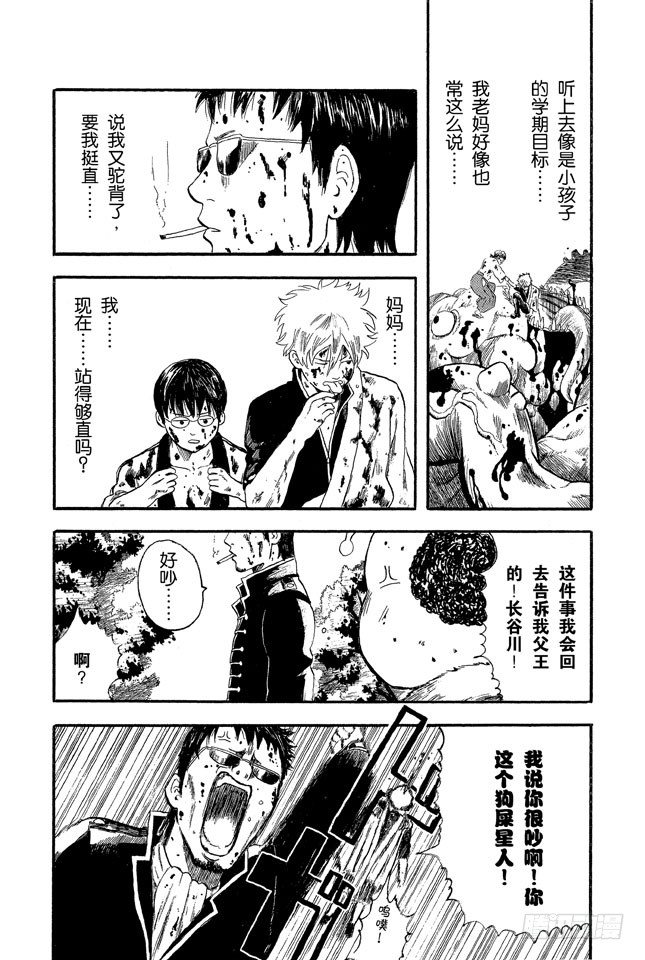 听上去像是小孩子
的学期目标……
我老妈好像也
常这么说……
说我又驼背了，
要我挺直……
妈妈……
我……
现在……站得够直吗？
这件事我会回
去告诉我父王
的！长谷川！
好吵……
啊？
我说你很吵啊！你
这个狗屎星人！
呜噗！